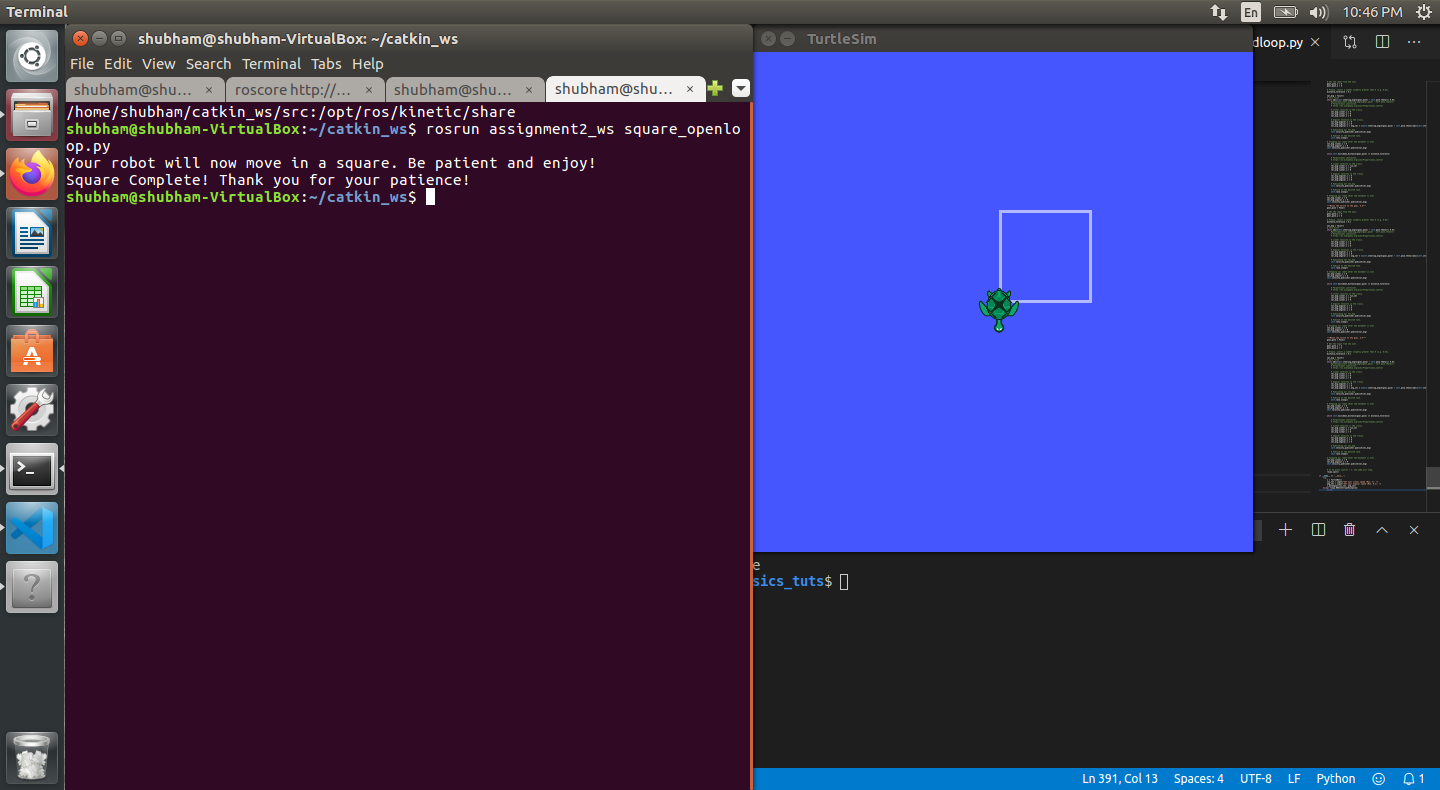 Terminal
En
10:46 PM
shubham@shubham-VirtualBox: ~/catkin_ws
File Edit View Search Terminal Tabs Help
shubham@shu... × roscore http://... × shubham@shu... × shubham@shu... ×
/home/shubham/catkin_ws/src:/opt/ros/kinetic/share
shubham@shubham-VirtualBox:~/catkin_ws$ rosrun assignment2_ws square_openlo
op.py
Your robot will now move in a square. Be patient and enjoy!
Square Complete! Thank you for your patience!
shubham@shubham-VirtualBox:~/catkin_ws$
TurtleSim
dloop.py
e
sics_tuts$
Ln 391, Col 13 Spaces: 4 UTF-8 LF Python 1